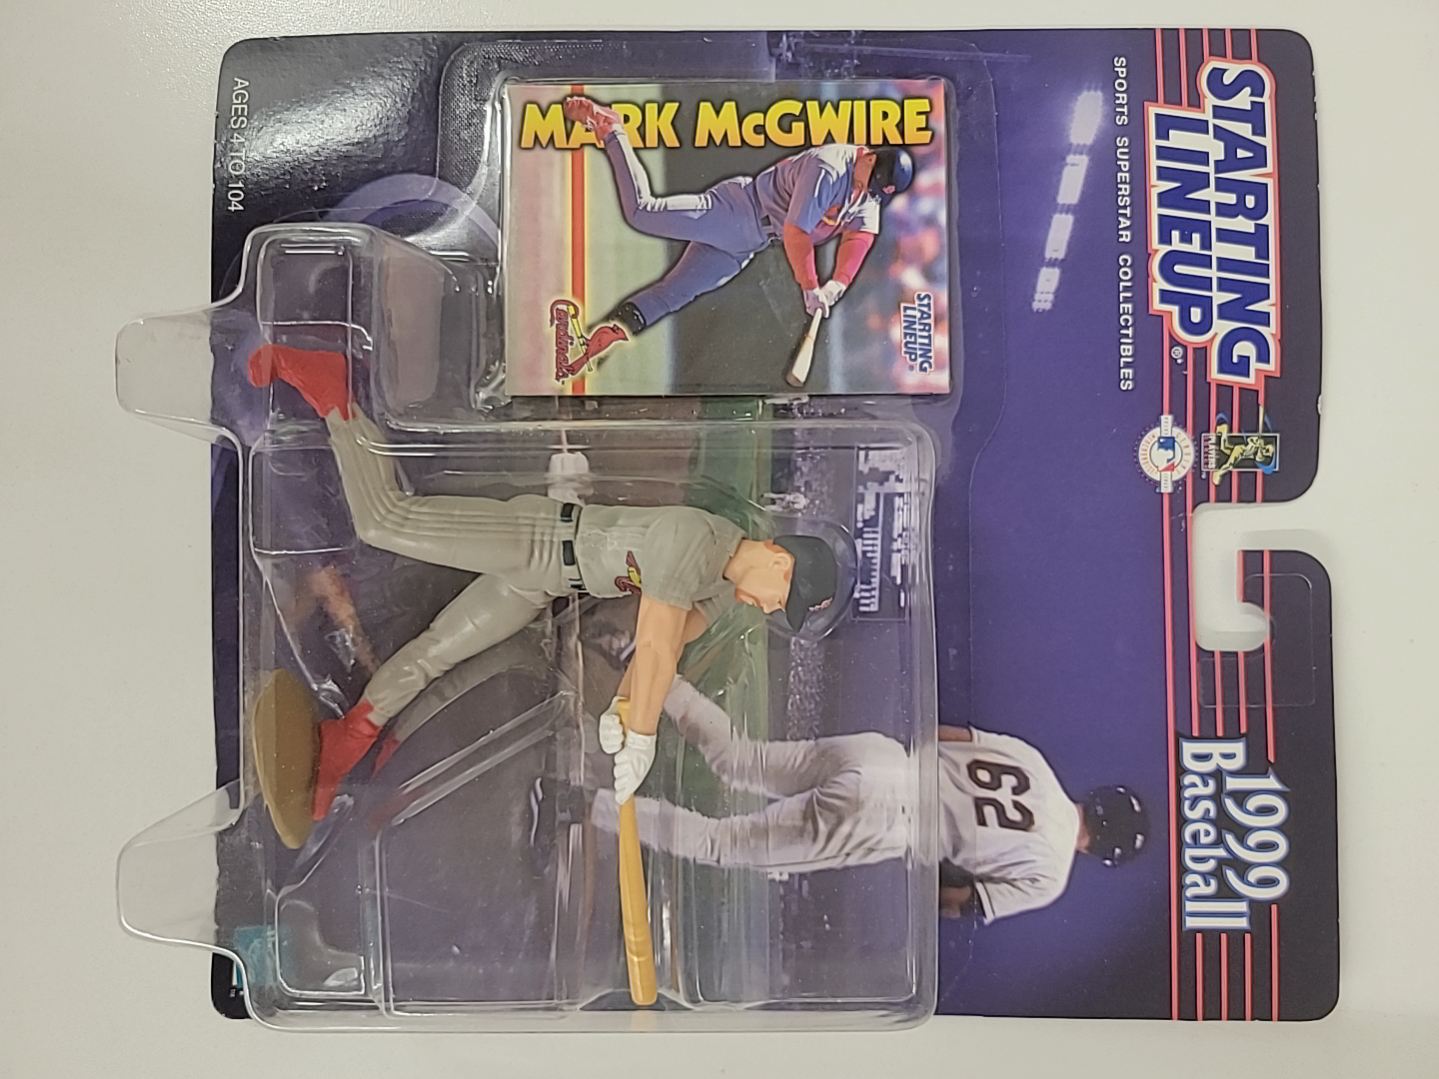 STARTING
LINEUP®
SPORTS SUPERSTAR COLLECTIBLES
1999
Baseball
MARK McGWIRE
STARTING
LINEUP®
Cardinals
62
AGES 4 TO 104